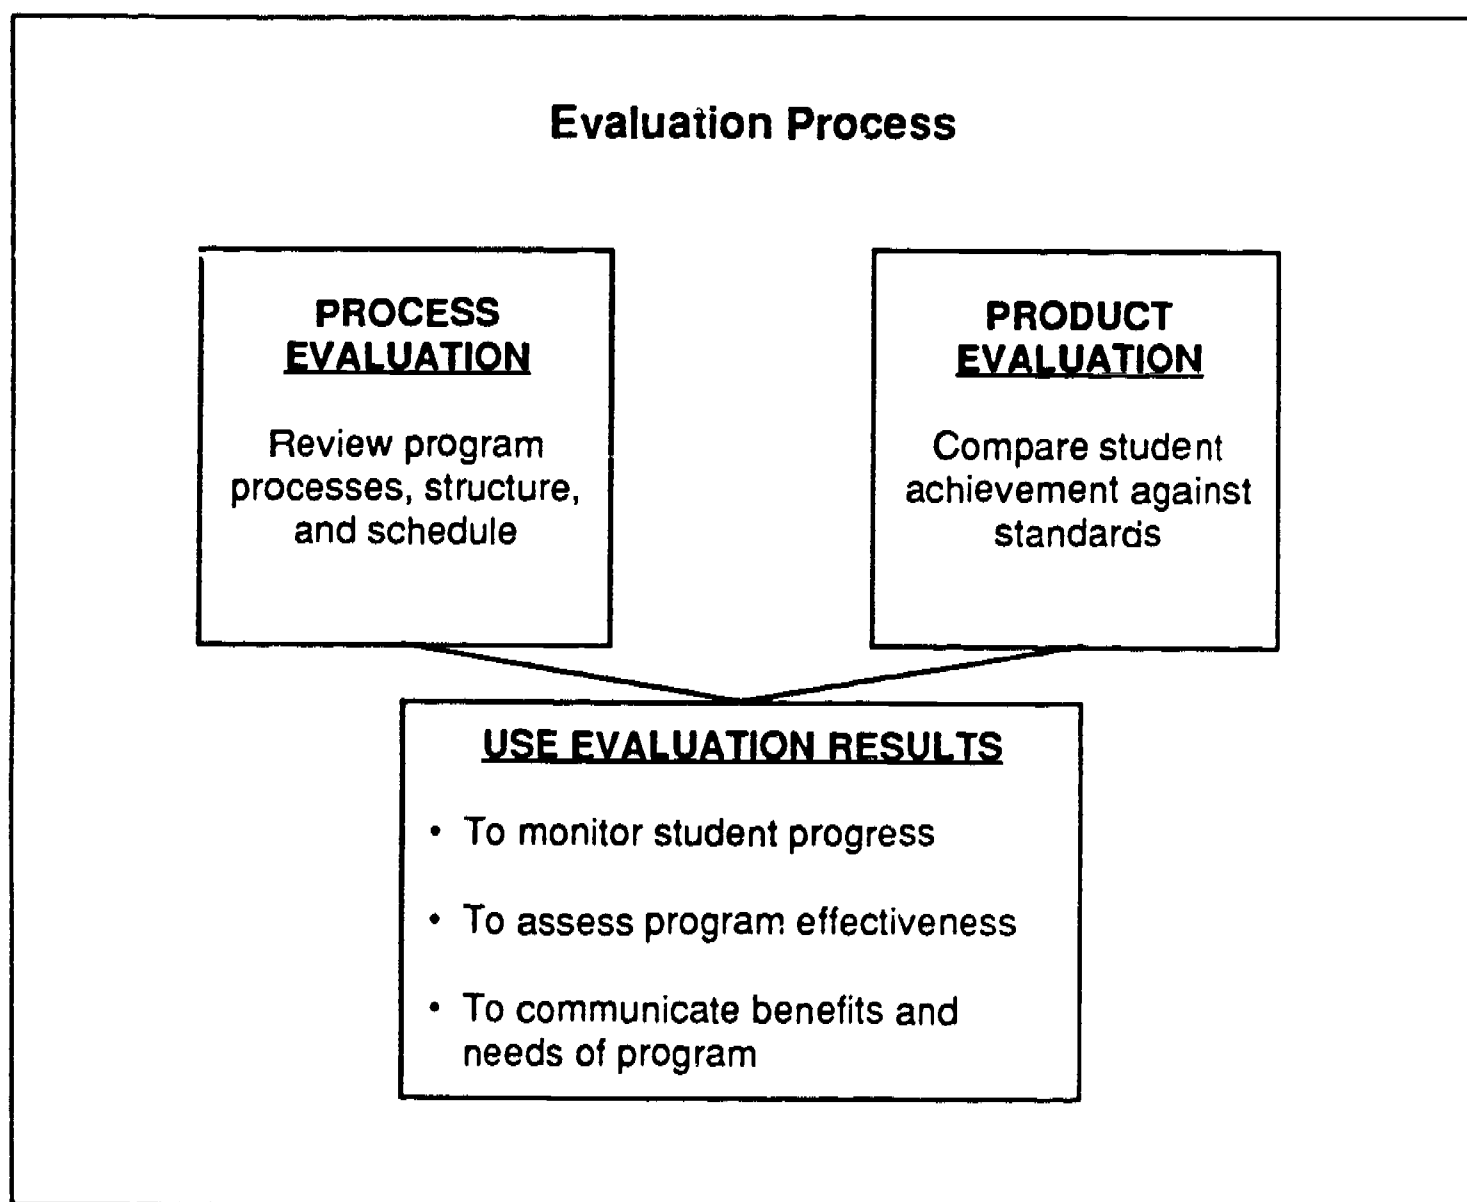 Evaluation Process
PROCESS
EVALUATION
Review program
processes, structure,
and schedule
PRODUCT
EVALUATION
Compare student
achievement against
standards
USE EVALUATION RESULTS
• To monitor student progress
• To assess program effectiveness
• To communicate benefits and
needs of program